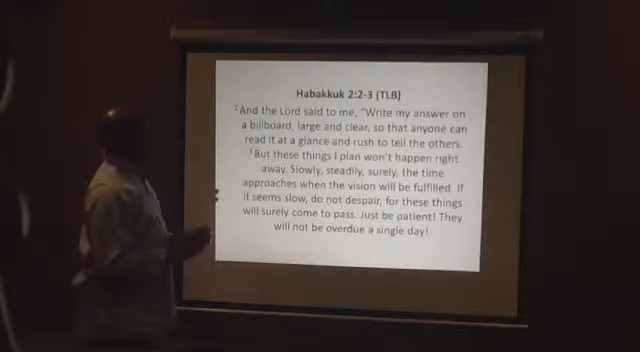 Habakkuk 2:2-3 (TLB)
2And the Lord said to me, "Write my answer on
a billboard, large and clear, so that anyone can
read it at a glance and rush to tell the others.
3But these things I plan won't happen right
away. Slowly, steadily, surely, the time
approaches when the vision will be fulfilled. If
it seems slow, do not despair, for these things
will surely come to pass. Just be patient! They
will not be overdue a single day!